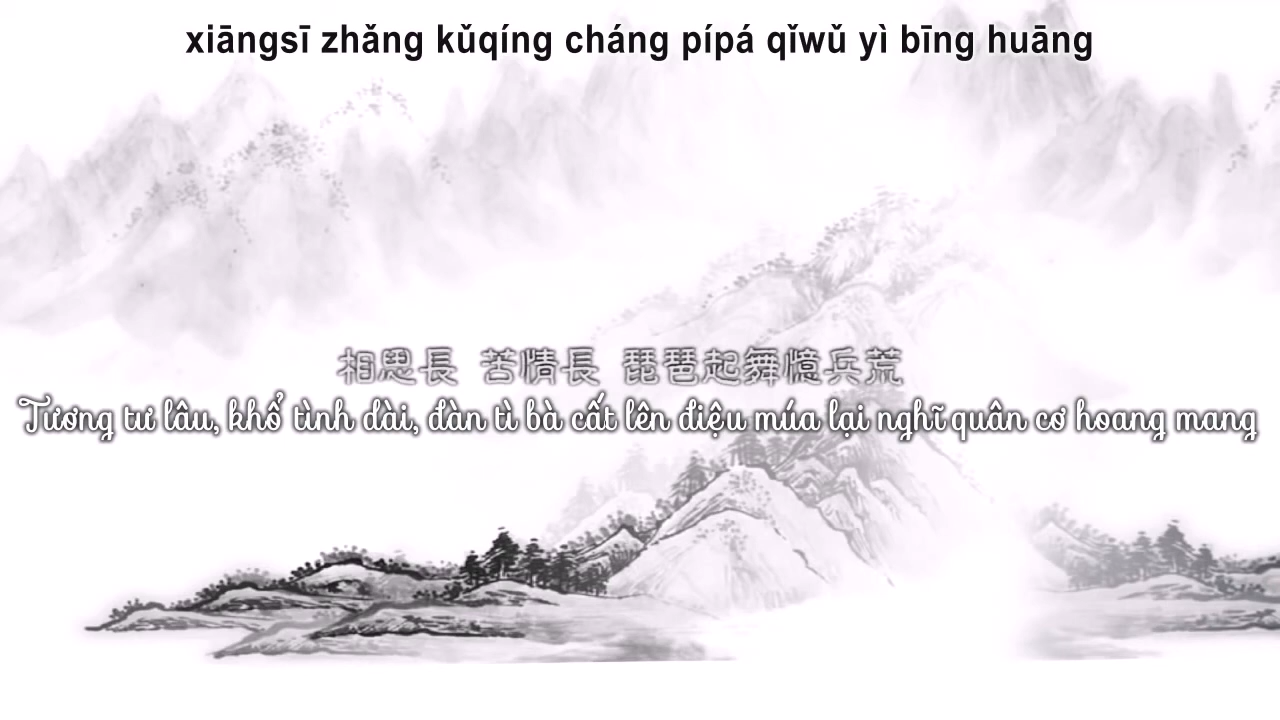 xiāngsī zhǎng kǔqíng cháng pípá qǐwǔ yì bīng huāng
相思長 苦情長 琵琶起舞憶兵荒
Tương tư lâu, khổ tình dài, đàn tì bà cất lên điệu múa lại nghĩ quân cơ hoang mang